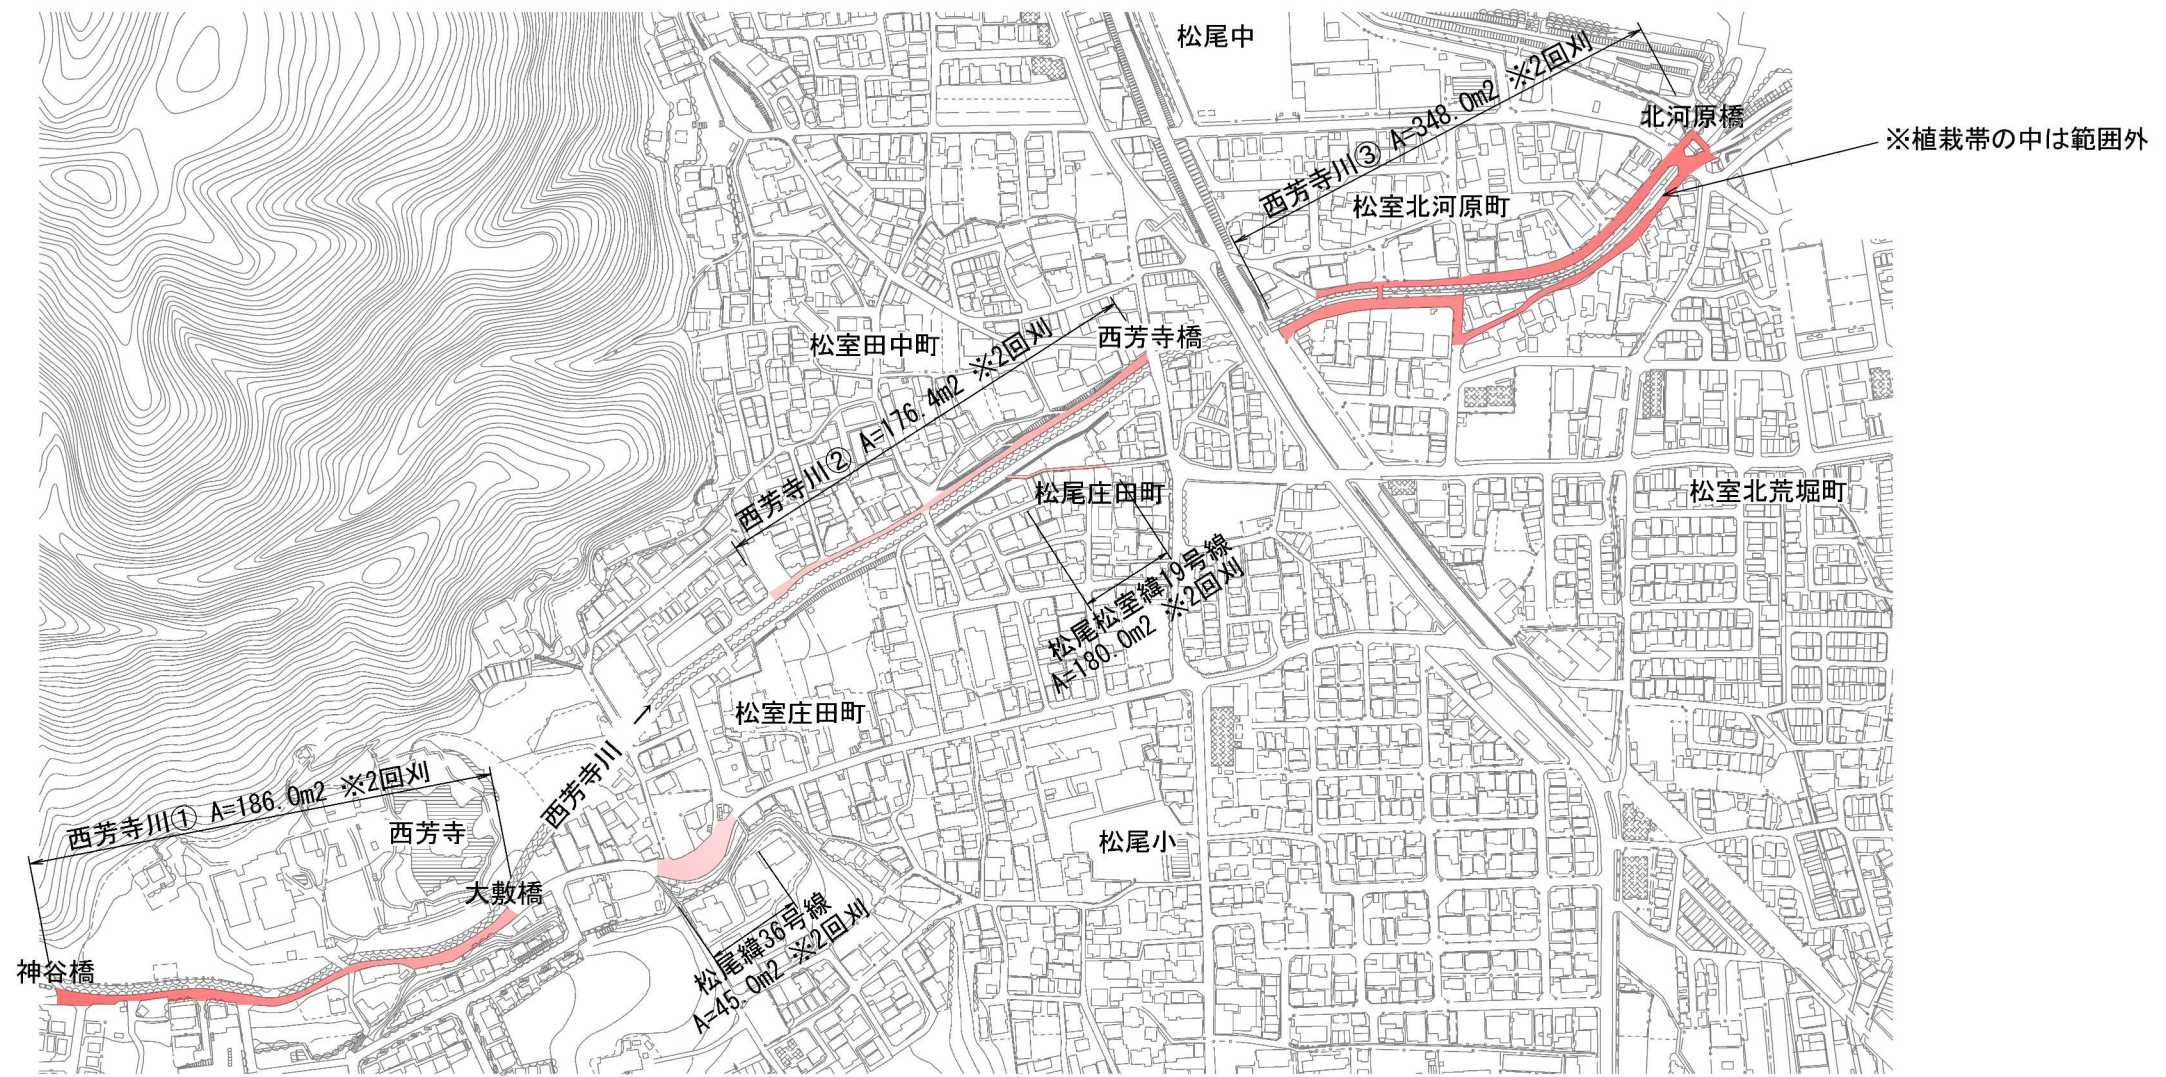 松尾中
西芳寺川③ A=348.0m2 ※2回刈
北河原橋
※植栽帯の中は範囲外
松室北河原町
西芳寺橋
松室田中町
西芳寺川② A=176.4m2 ※2回刈
松尾庄田町
松室北荒堀町
松尾松室緯19号線
A=180.0m2 ※2回刈
松室庄田町
西芳寺川
西芳寺川① A=186.0m2 ※2回刈
西芳寺
松尾小
大敷橋
松尾緯36号線
A=45.0m2 ※2回刈
神谷橋